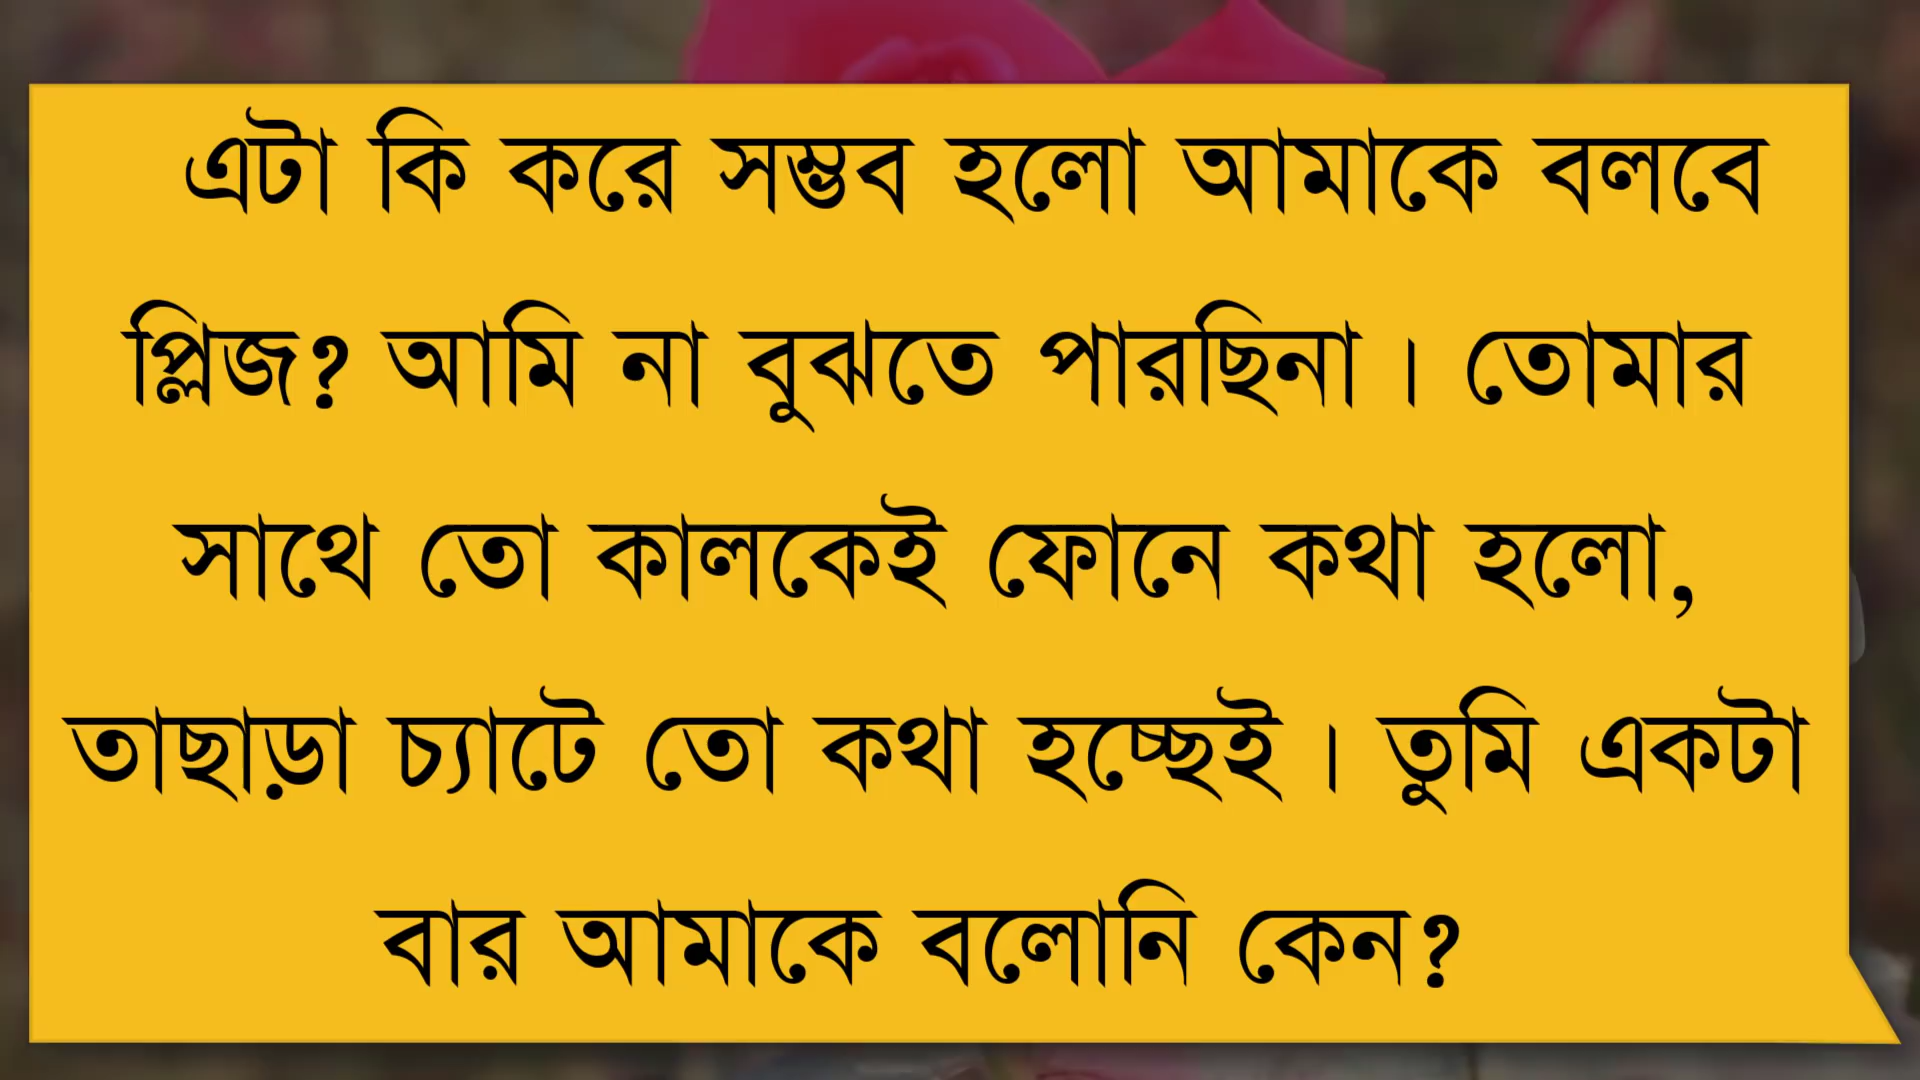 এটা কি করে সম্ভব হলো আমাকে বলবে
প্লিজ? আমি না বুঝতে পারছিনা। তোমার
সাথে তো কালকেই ফোনে কথা হলো,
তাছাড়া চ্যাটে তো কথা হচ্ছেই। তুমি একটা
বার আমাকে বলোনি কেন?